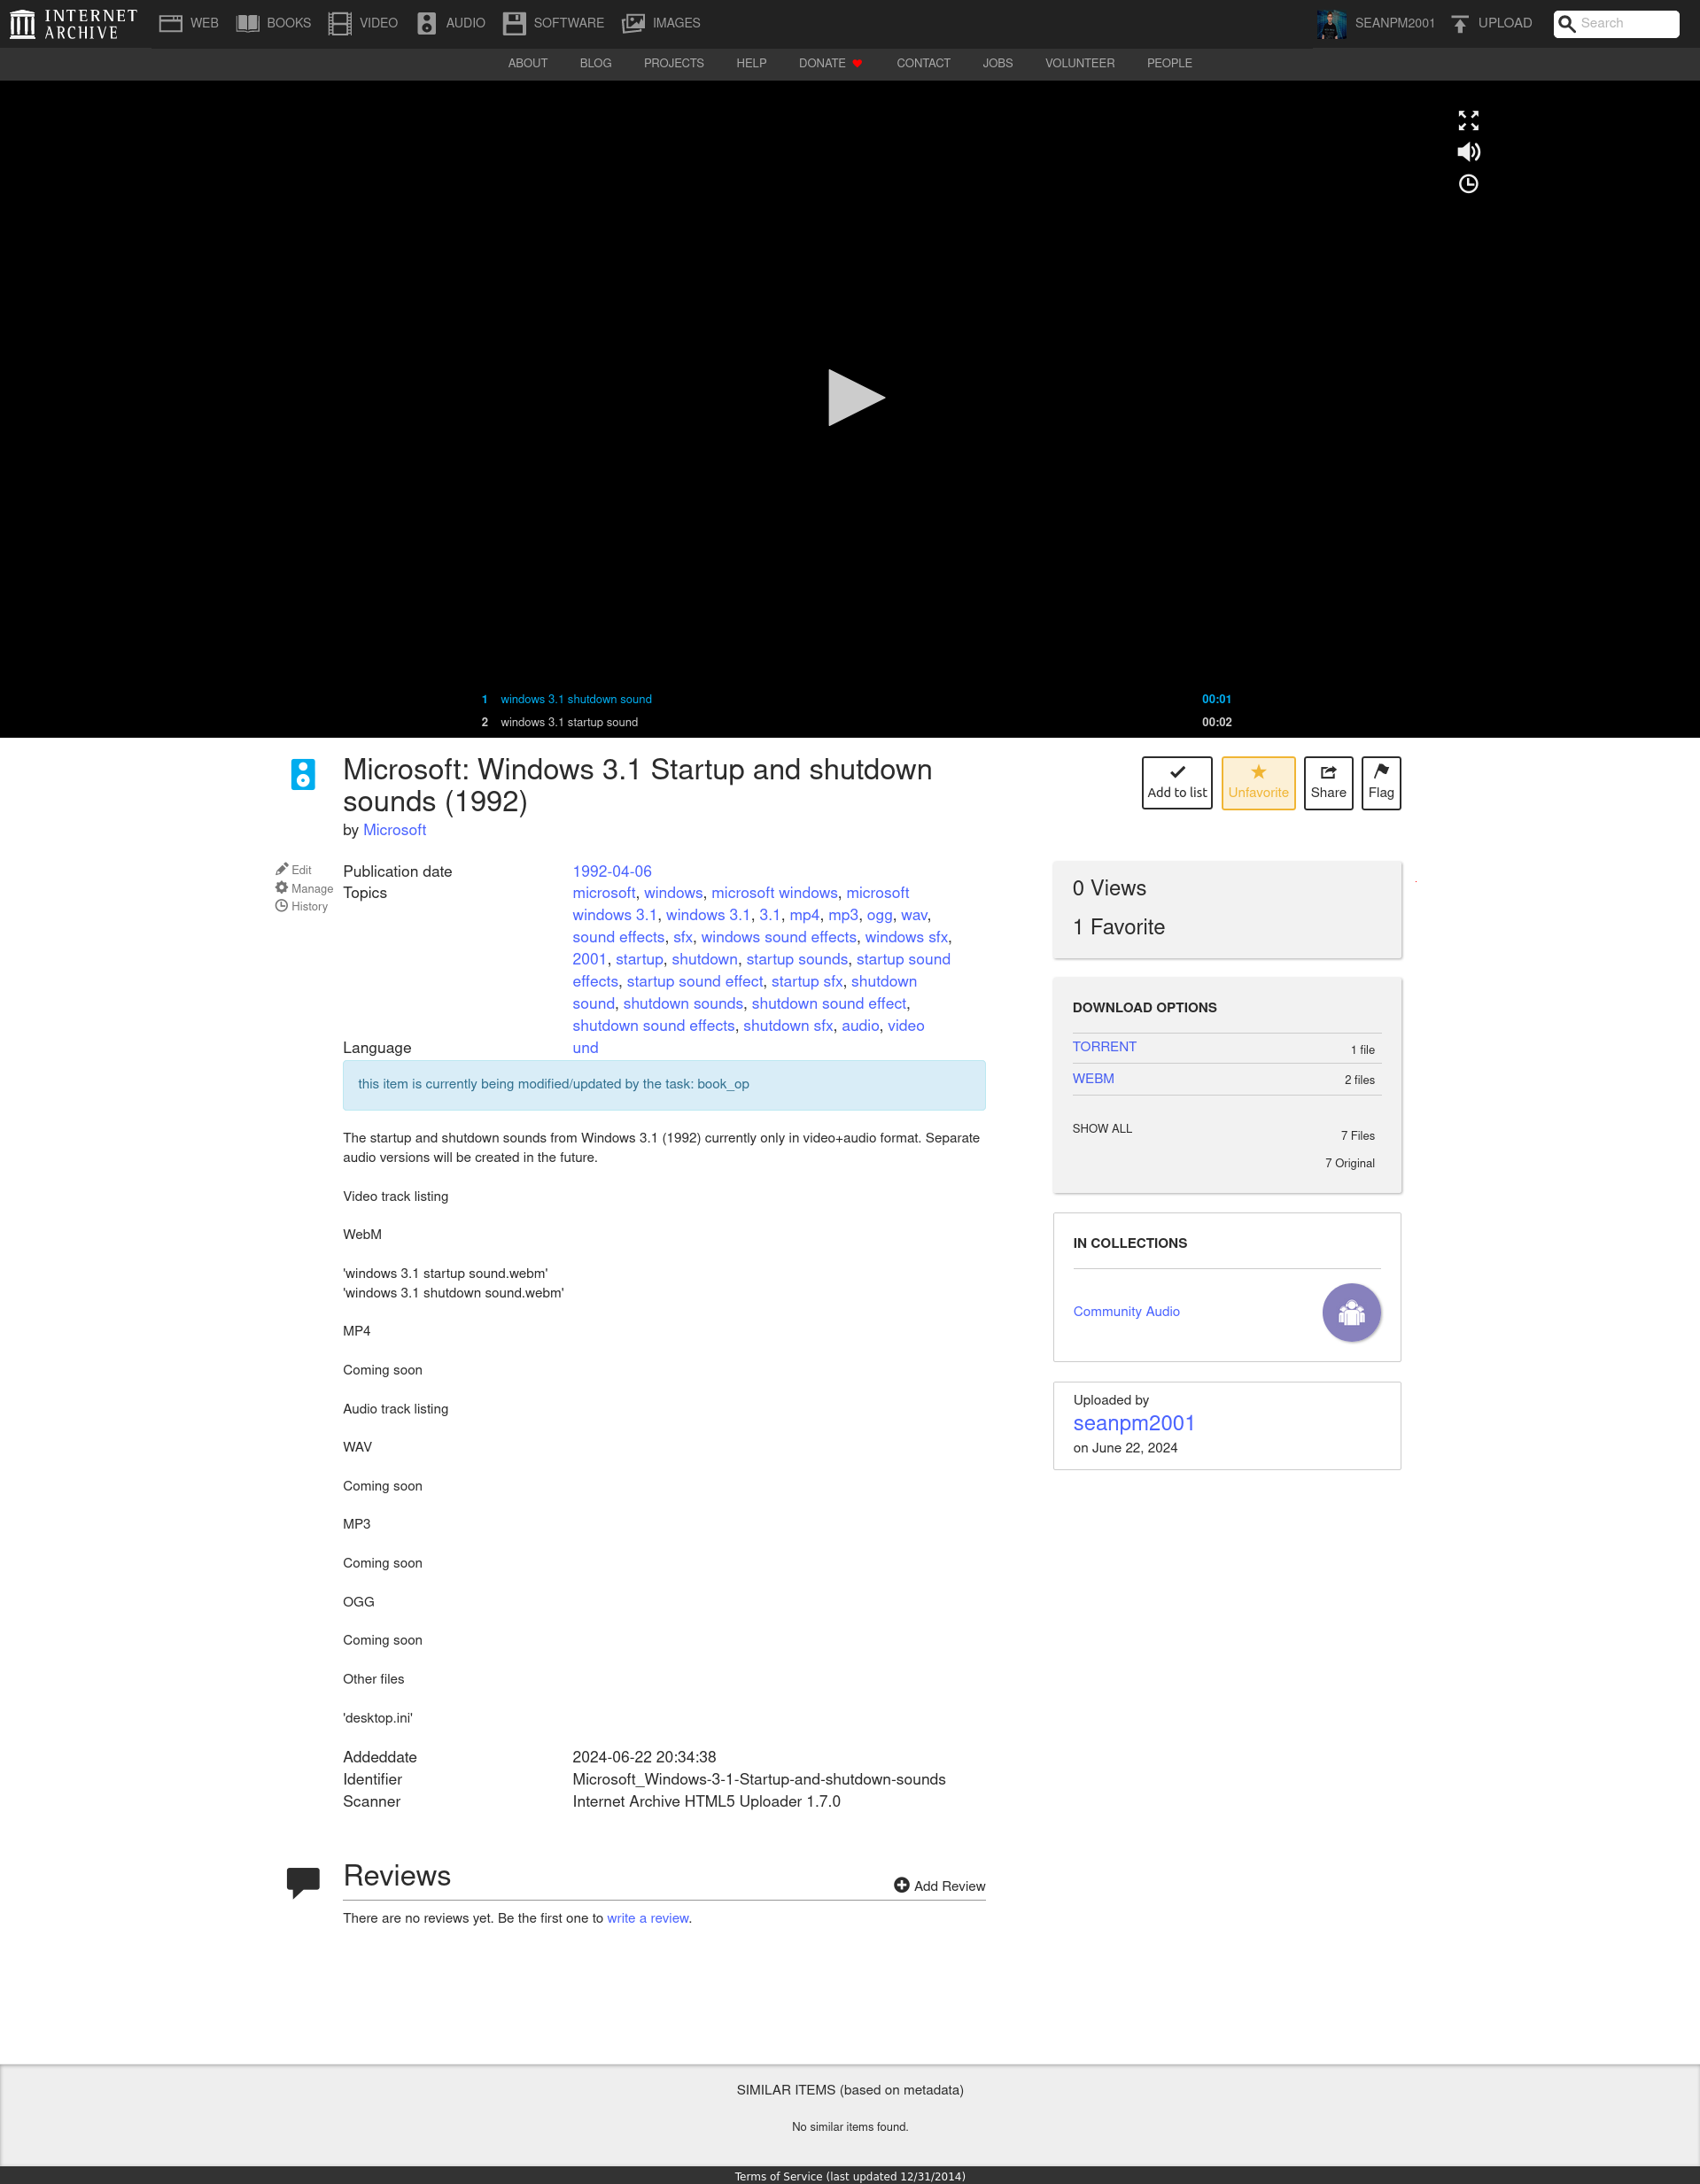 INTERNET ARCHIVE
WEB BOOKS VIDEO AUDIO SOFTWARE IMAGES SEANPM2001 UPLOAD Search
ABOUT BLOG PROJECTS HELP DONATE CONTACT JOBS VOLUNTEER PEOPLE
1 windows 3.1 shutdown sound 00:01
2 windows 3.1 startup sound 00:02
Microsoft: Windows 3.1 Startup and shutdown
sounds (1992)
by Microsoft
Add to list Unfavorite Share Flag
Edit
Manage
History
Publication date 1992-04-06
Topics microsoft, windows, microsoft windows, microsoft
windows 3.1, windows 3.1, 3.1, mp4, mp3, ogg, wav,
sound effects, sfx, windows sound effects, windows sfx,
2001, startup, shutdown, startup sounds, startup sound
effects, startup sound effect, startup sfx, shutdown
sound, shutdown sounds, shutdown sound effect,
shutdown sound effects, shutdown sfx, audio, video
Language und
this item is currently being modified/updated by the task: book_op
The startup and shutdown sounds from Windows 3.1 (1992) currently only in video+audio format. Separate
audio versions will be created in the future.
Video track listing
WebM
'windows 3.1 startup sound.webm'
'windows 3.1 shutdown sound.webm'
MP4
Coming soon
Audio track listing
WAV
Coming soon
MP3
Coming soon
OGG
Coming soon
Other files
'desktop.ini'
Addeddate 2024-06-22 20:34:38
Identifier Microsoft_Windows-3-1-Startup-and-shutdown-sounds
Scanner Internet Archive HTML5 Uploader 1.7.0
0 Views
1 Favorite
DOWNLOAD OPTIONS
TORRENT 1 file
WEBM 2 files
SHOW ALL 7 Files
7 Original
IN COLLECTIONS
Community Audio
Uploaded by
seanpm2001
on June 22, 2024
Reviews
Add Review
There are no reviews yet. Be the first one to write a review.
SIMILAR ITEMS (based on metadata)
No similar items found.
Terms of Service (last updated 12/31/2014)